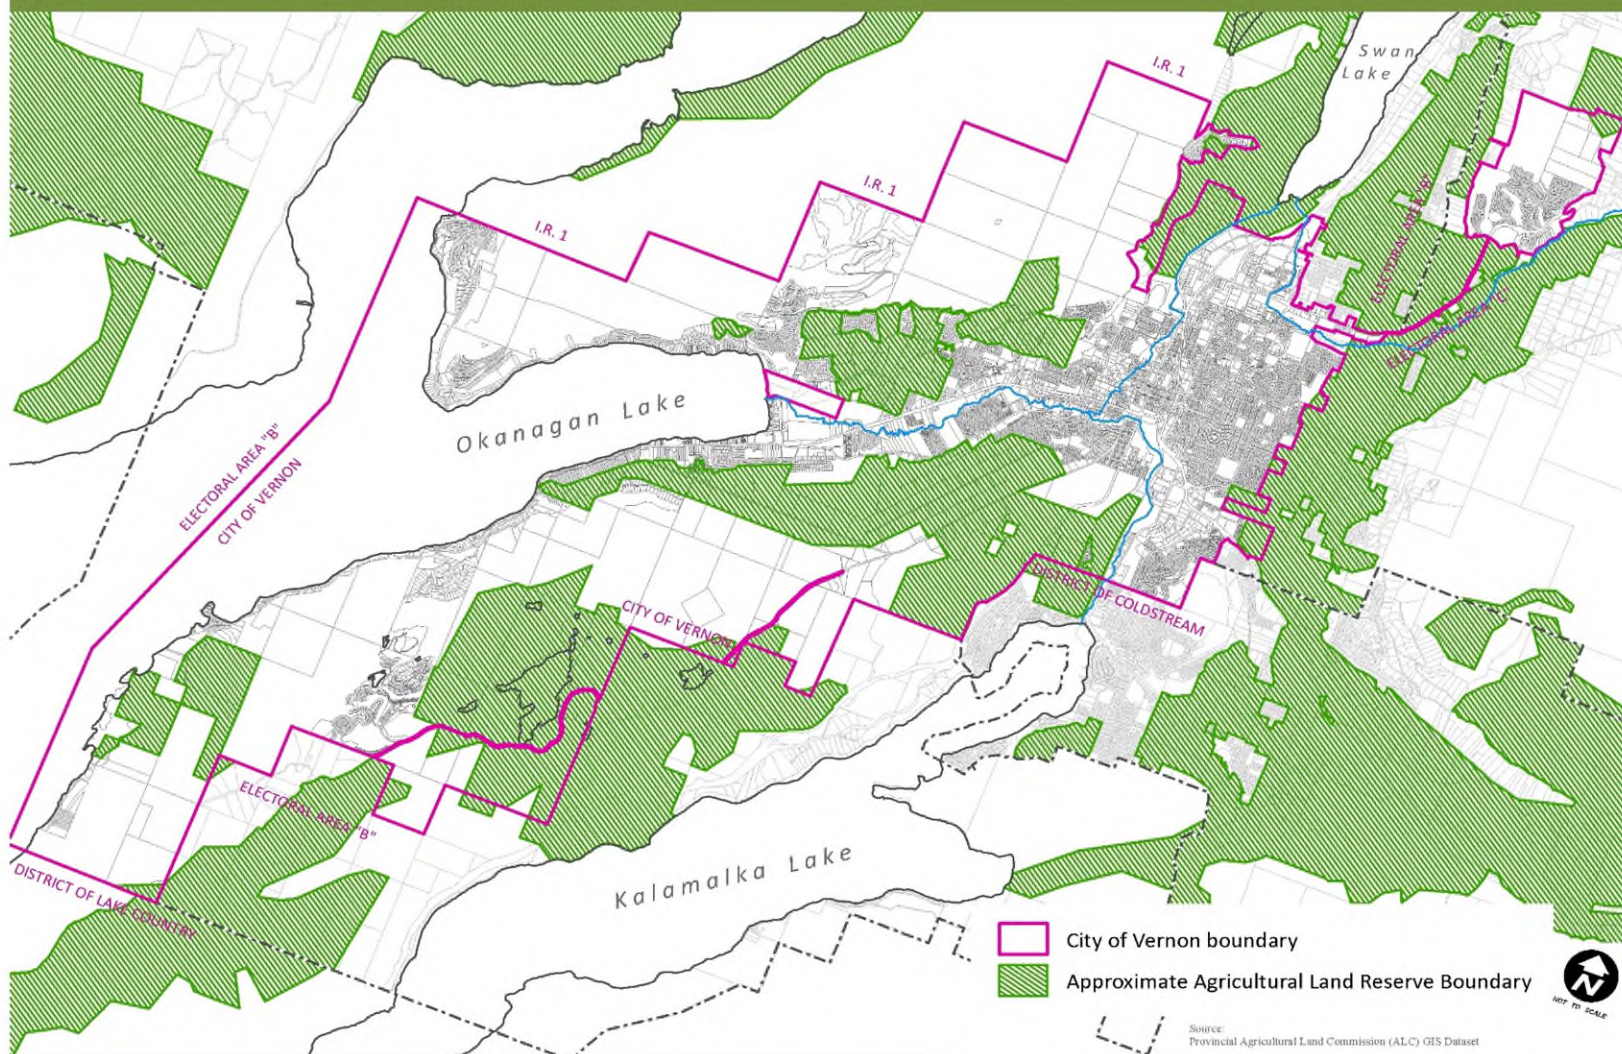 Swan
Lake
I.R. 1
I.R. 1
I.R. 1
ELECTORAL AREA "B"
ELECTORAL AREA "C"
Okanagan Lake
ELECTORAL AREA "B"
CITY OF VERNON
DISTRICT OF COLDSTREAM
CITY OF VERNON
ELECTORAL AREA "B"
DISTRICT OF LAKE COUNTRY
Kalamalka Lake
City of Vernon boundary
Approximate Agricultural Land Reserve Boundary
N
NOT TO SCALE
Source:
Provincial Agricultural Land Commission (ALC) GIS Dataset